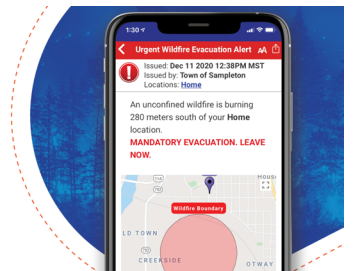 1:30
Urgent Wildfire Evacuation Alert AA
Issued: Dec 11 2020 12:38PM MST
Issued by: Town of Sampleton
Locations: Home
An unconfined wildfire is burning
280 meters south of your Home
location.
MANDATORY EVACUATION. LEAVE
NOW.
Wildfire Boundary
LD TOWN
CREEKSIDE
OTWAY